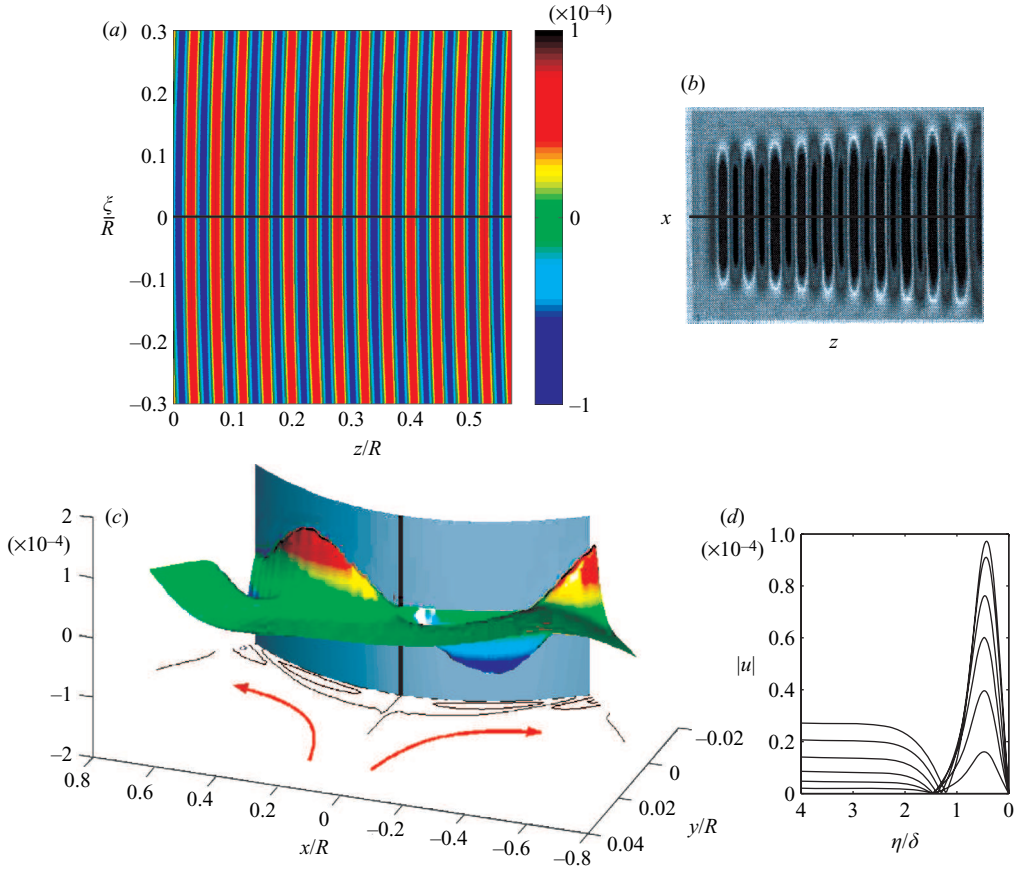 (a)
(×10–4)
0.3
0.2
0.1
0
–0.1
–0.2
–0.3
ξ
R
0 0.1 0.2 0.3 0.4 0.5
z/R
1
0
–1
(b)
x
z
(c)
2
(×10–4)
1
0
–1
–2
0.8 0.6 0.4 0.2 0 –0.2 –0.4 –0.6 –0.8
x/R
–0.02
0
0.02
0.04
y/R
(d)
1.0
(×10–4)
0.8
0.6
|u|
0.4
0.2
0
4 3 2 1 0
η/δ